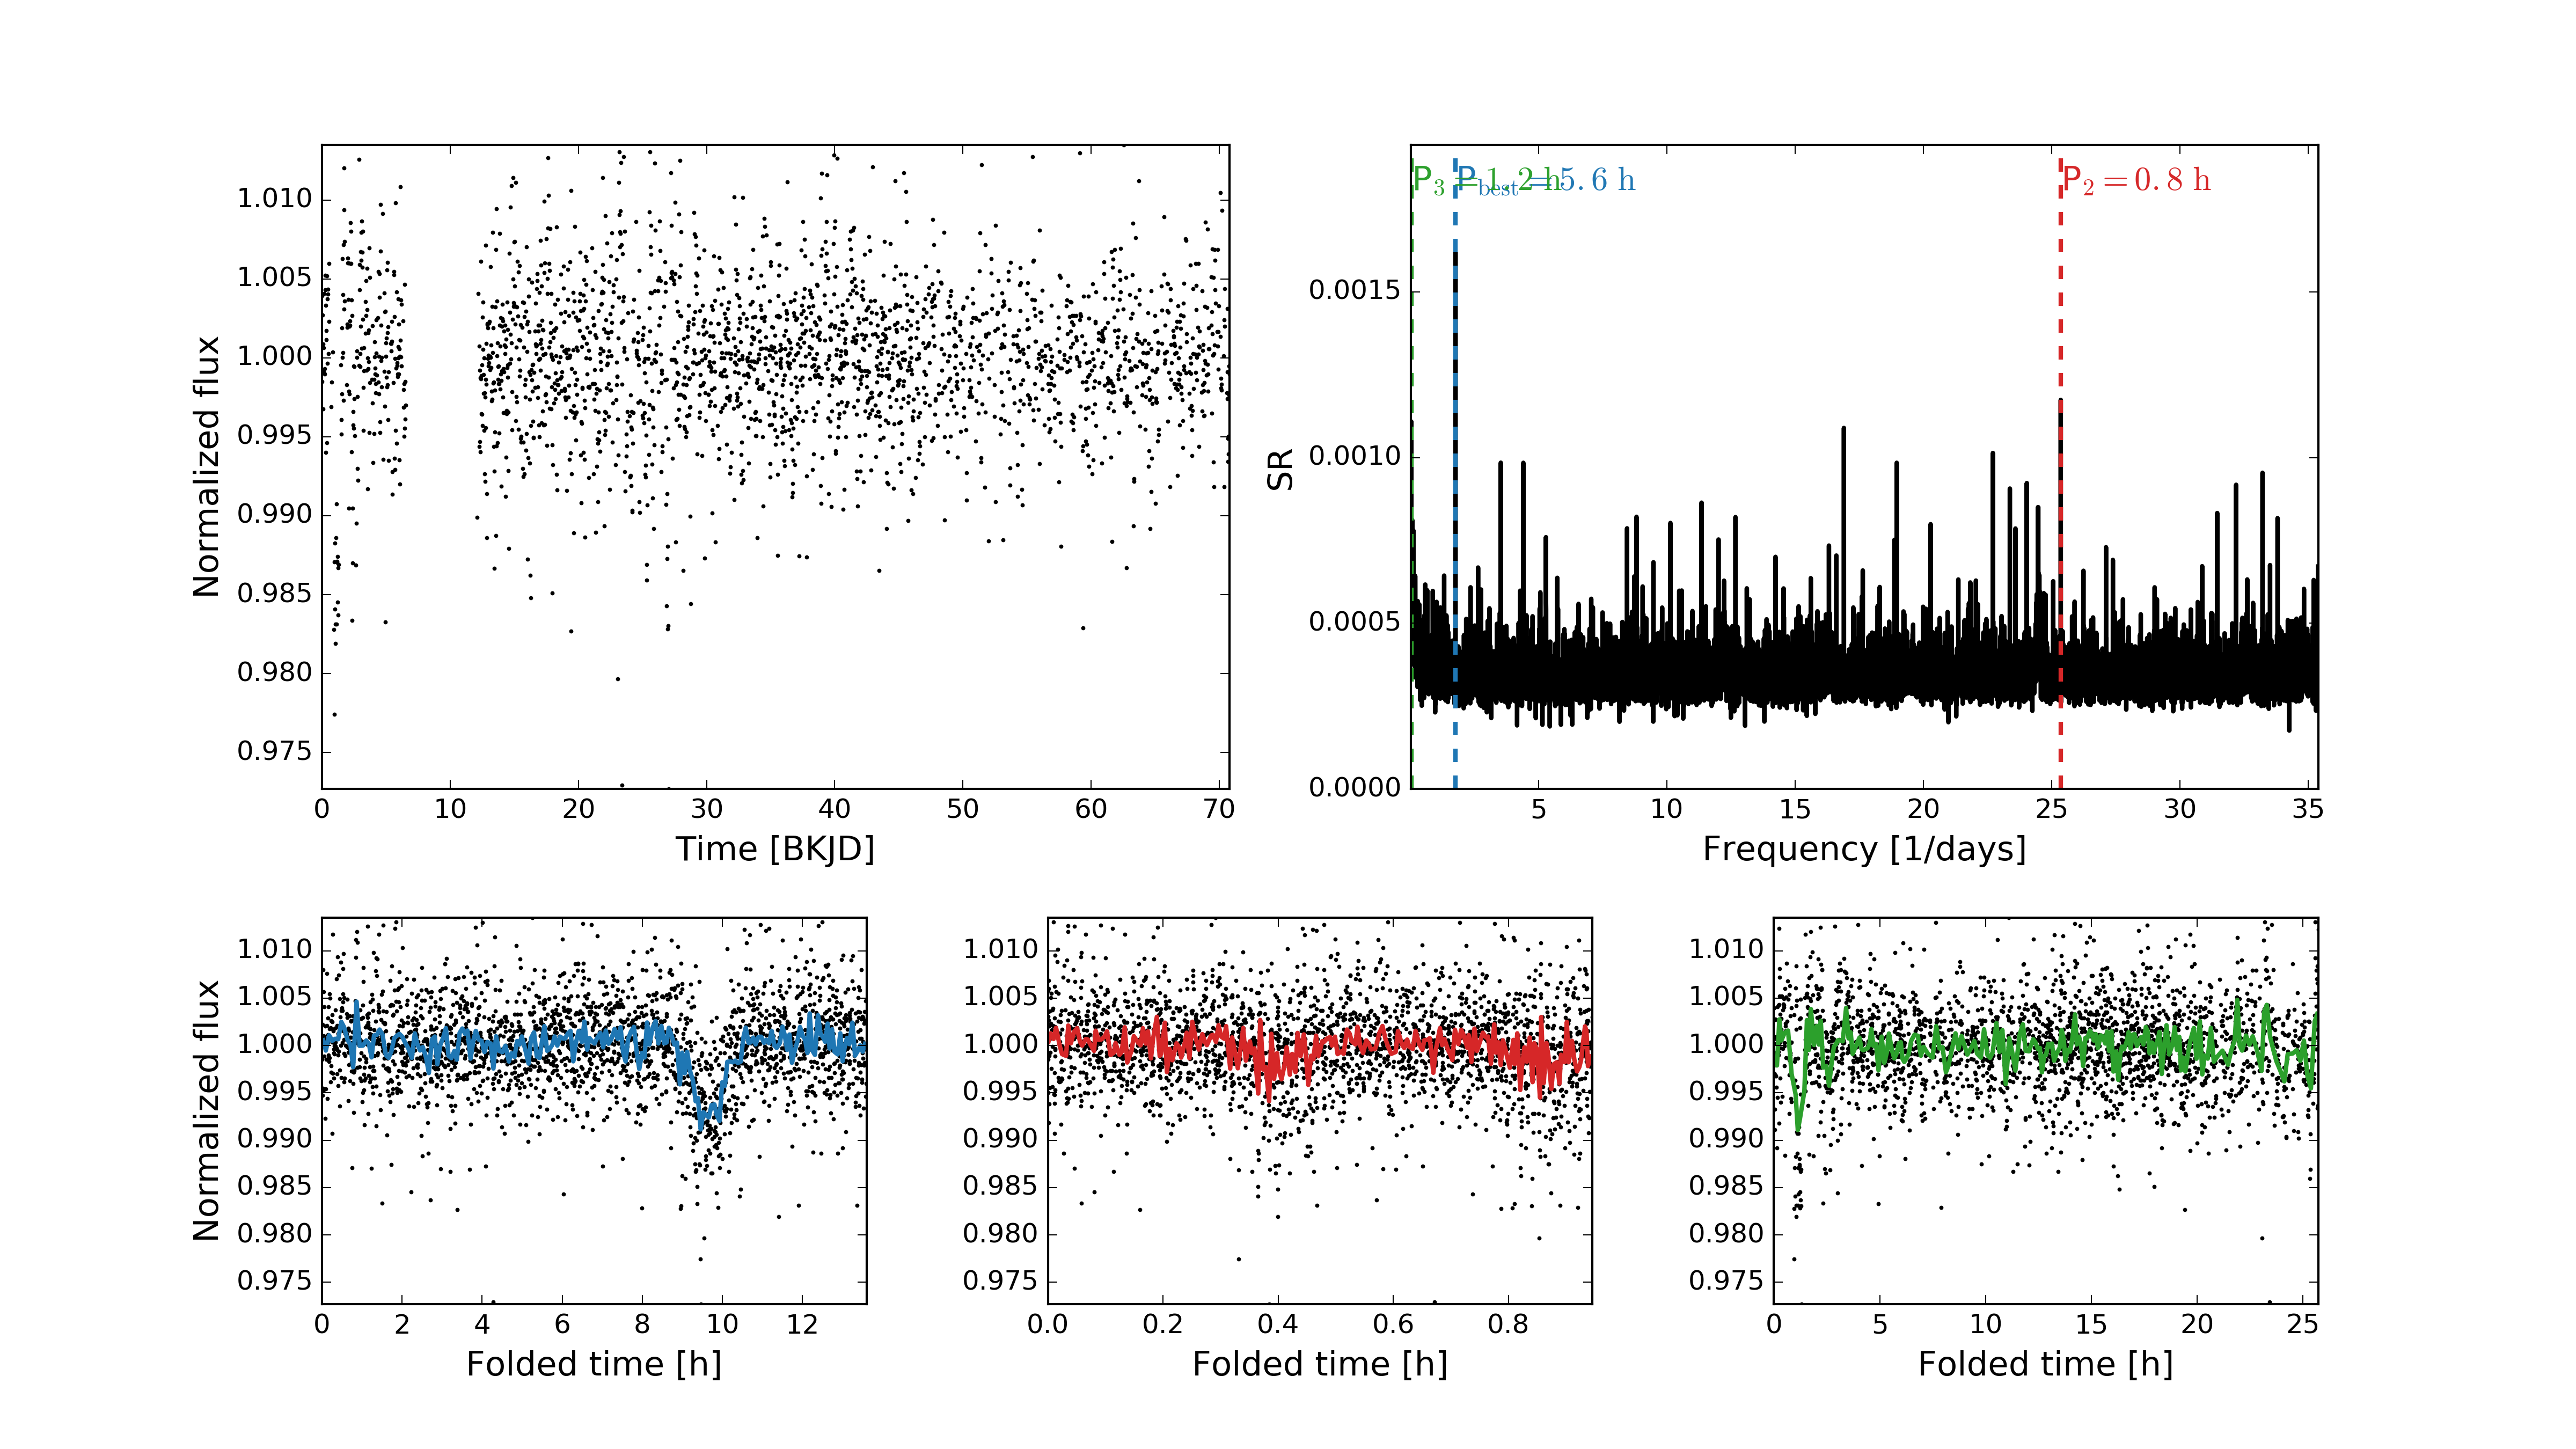 Normalized flux
1.010
1.005
1.000
0.995
0.990
0.985
0.980
0.975
0 10 20 30 40 50 60 70
Time [BKJD]
P₃ = 1.2 h
P_best = 5.6 h
P₂ = 0.8 h
SR
0.0015
0.0010
0.0005
0.0000
5 10 15 20 25 30 35
Frequency [1/days]
Normalized flux
1.010
1.005
1.000
0.995
0.990
0.985
0.980
0.975
0 2 4 6 8 10 12
Folded time [h]
1.010
1.005
1.000
0.995
0.990
0.985
0.980
0.975
0.0 0.2 0.4 0.6 0.8
Folded time [h]
1.010
1.005
1.000
0.995
0.990
0.985
0.980
0.975
0 5 10 15 20 25
Folded time [h]